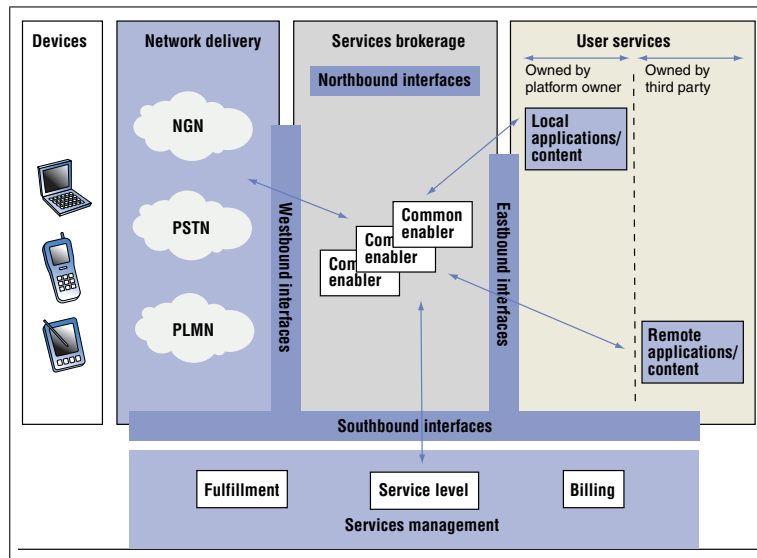 Devices
Network delivery
Services brokerage
User services
Northbound interfaces
Owned by
platform owner
Owned by
third party
NGN
PSTN
PLMN
Westbound interfaces
Eastbound interfaces
Local
applications/
content
Common
enabler
Com
enabler
Com
enabler
Remote
applications/
content
Southbound interfaces
Fulfillment
Service level
Billing
Services management